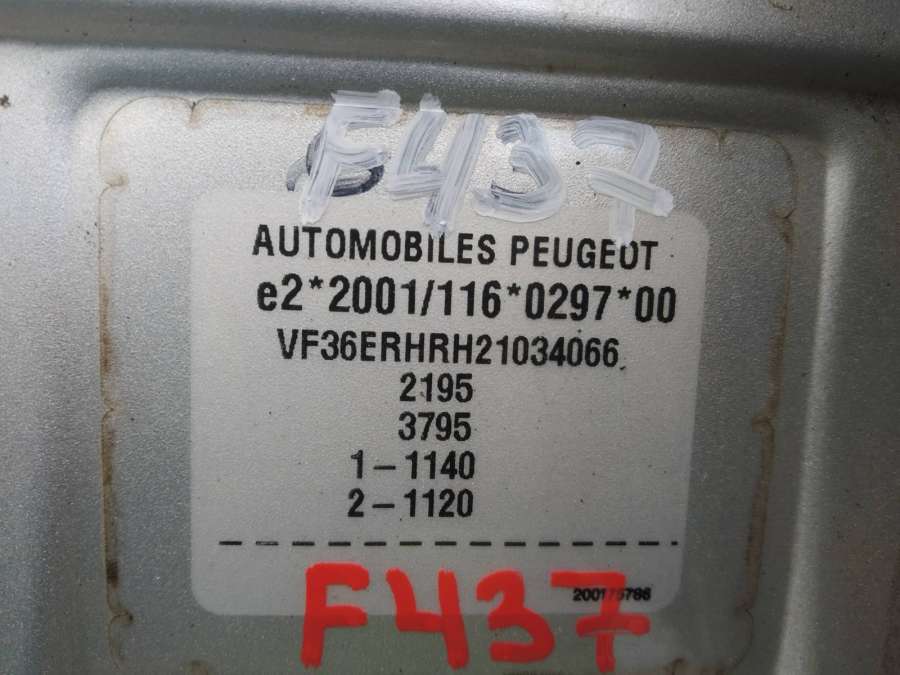 F437
AUTOMOBILES PEUGEOT
e2*2001/116*0297*00
VF36ERHRH21034066
2195
3795
1-1140
2-1120
F437